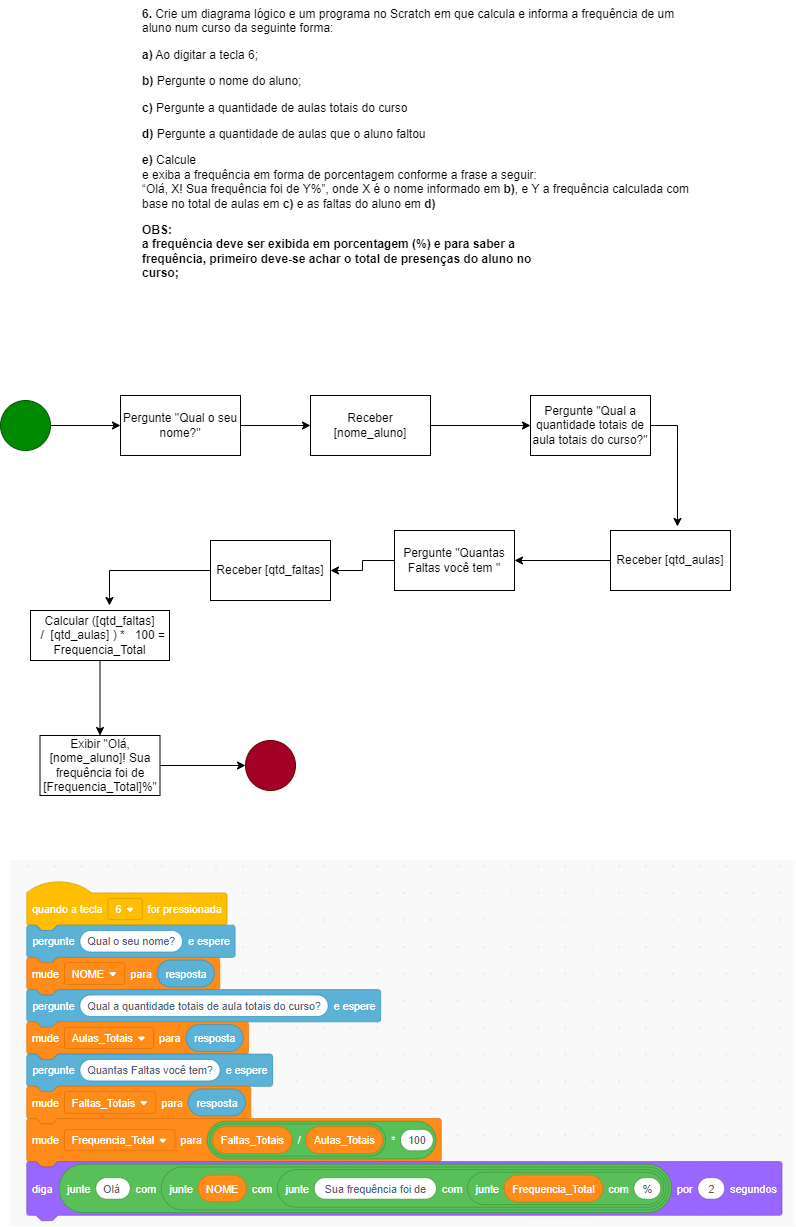 6. Crie um diagrama lógico e um programa no Scratch em que calcula e informa a frequência de um
aluno num curso da seguinte forma:
a) Ao digitar a tecla 6;
b) Pergunte o nome do aluno;
c) Pergunte a quantidade de aulas totais do curso
d) Pergunte a quantidade de aulas que o aluno faltou
e) Calcule
e exiba a frequência em forma de porcentagem conforme a frase a seguir:
“Olá, X! Sua frequência foi de Y%”, onde X é o nome informado em b), e Y a frequência calculada com
base no total de aulas em c) e as faltas do aluno em d)
OBS:
a frequência deve ser exibida em porcentagem (%) e para saber a
frequência, primeiro deve-se achar o total de presenças do aluno no
curso;
Pergunte "Qual o seu
nome?"
Receber
[nome_aluno]
Pergunte "Qual a
quantidade totais de
aula totais do curso?"
Receber [qtd_aulas]
Pergunte "Quantas
Faltas você tem "
Receber [qtd_faltas]
Calcular ([qtd_faltas]
/ [qtd_aulas] ) * 100 =
Frequencia_Total
Exibir "Olá,
[nome_aluno]! Sua
frequência foi de
[Frequencia_Total]%"
quando a tecla 6 for pressionada
pergunte Qual o seu nome? e espere
mude NOME para resposta
pergunte Qual a quantidade totais de aula totais do curso? e espere
mude Aulas_Totais para resposta
pergunte Quantas Faltas você tem? e espere
mude Faltas_Totais para resposta
mude Frequencia_Total para Faltas_Totais / Aulas_Totais * 100
diga junte Olá com junte NOME com junte Sua frequência foi de com junte Frequencia_Total com % por 2 segundos